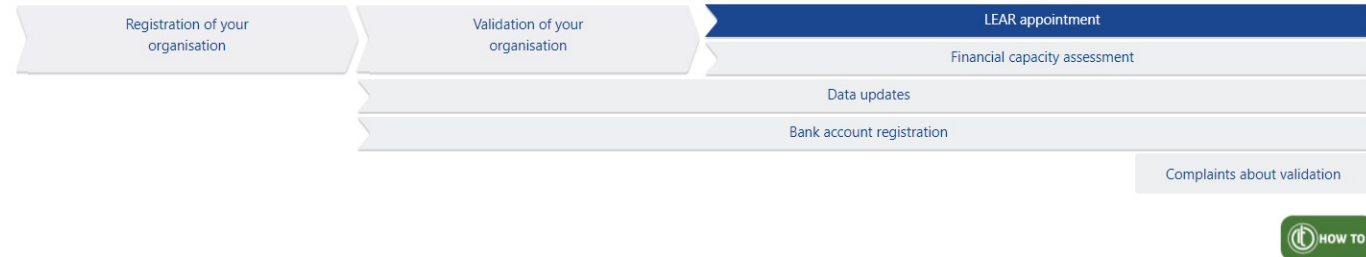 Registration of your
organisation
Validation of your
organisation
LEAR appointment
Financial capacity assessment
Data updates
Bank account registration
Complaints about validation
HOW TO